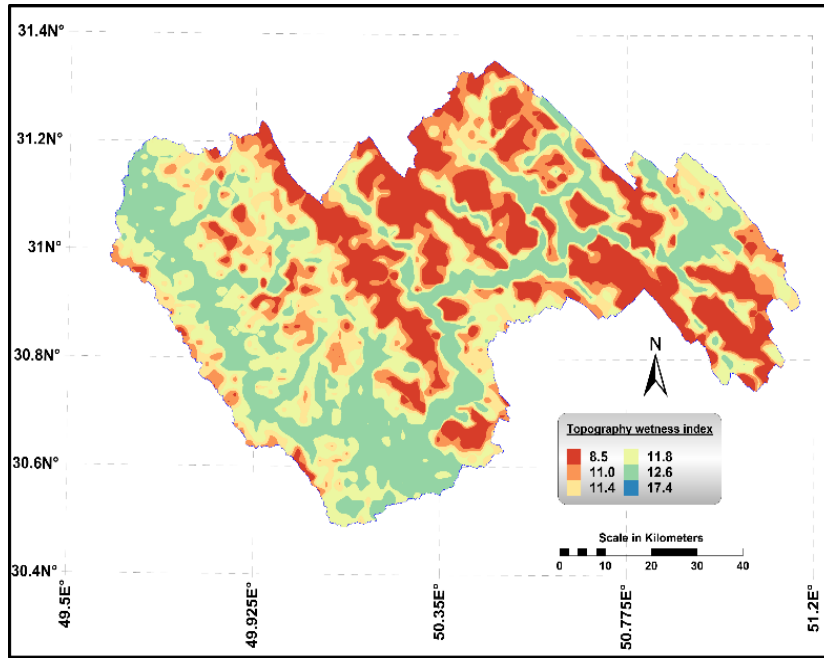 31.4N°
31.2N°
31N°
30.8N°
30.6N°
30.4N°
N
Topography wetness index
8.5 11.8
11.0 12.6
11.4 17.4
Scale in Kilometers
0 10 20 30 40
49.5E° 49.925E° 50.35E° 50.775E° 51.2E°